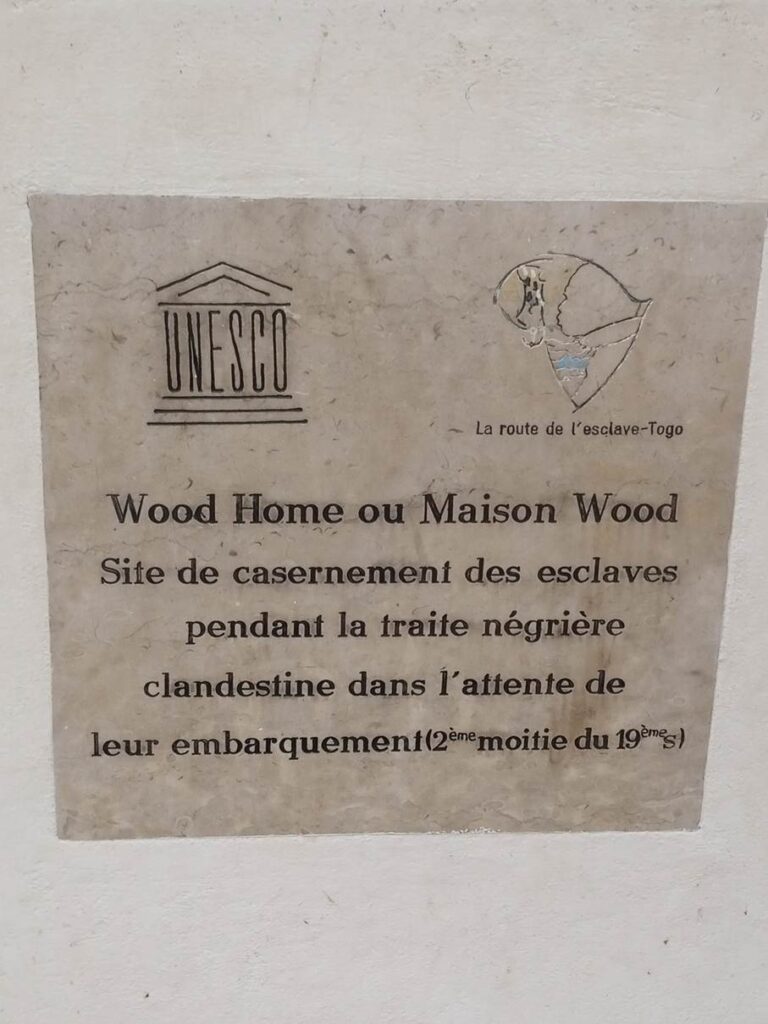 UNESCO
La route de l'esclave-Togo
Wood Home ou Maison Wood
Site de casernement des esclaves
pendant la traite négrière
clandestine dans l'attente de
leur embarquement(2ème moitie du 19èmes)